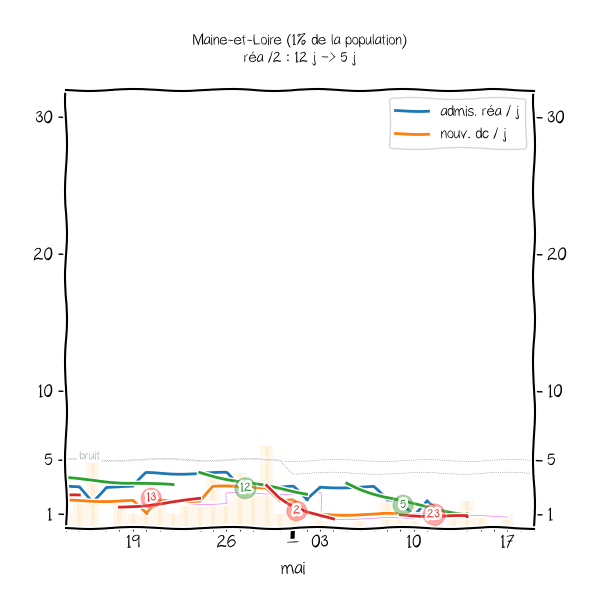 Maine-et-Loire (1% de la population)
réa /2 : 12 j -> 5 j
admis. réa / j
nouv. dc / j
30 30
20 20
10 10
5 5
1 1
bruit
13 12 2 5 23
19 26 1 03 10 17
mai